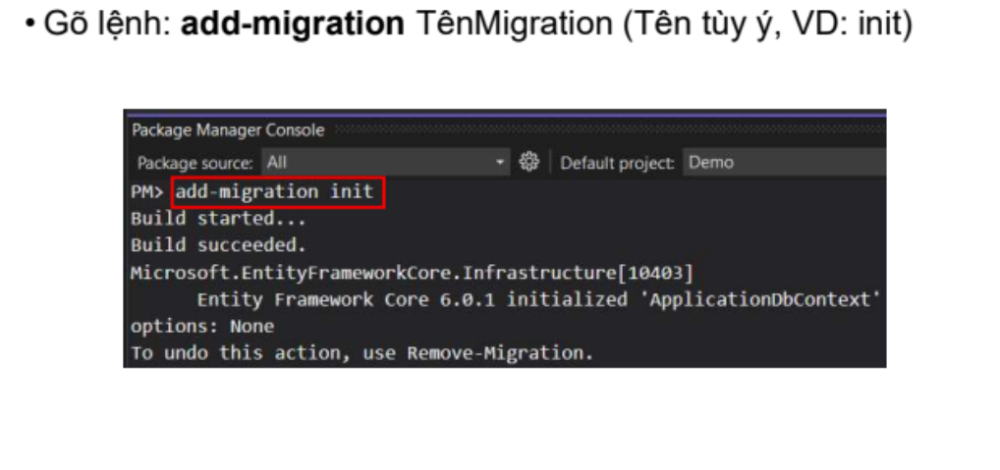 • Gõ lệnh: add-migration TênMigration (Tên tùy ý, VD: init)
Package Manager Console
Package source: All Default project: Demo
PM> add-migration init
Build started...
Build succeeded.
Microsoft.EntityFrameworkCore.Infrastructure[10403]
Entity Framework Core 6.0.1 initialized 'ApplicationDbContext'
options: None
To undo this action, use Remove-Migration.